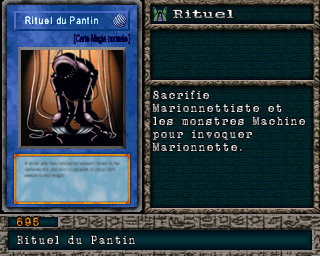 Rituel du Pantin
[Carte Magie normale]
Rituel
Sacrifie
Marionnettiste et
les monstres Machine
pour invoquer
Marionnette.
695
Rituel du Pantin